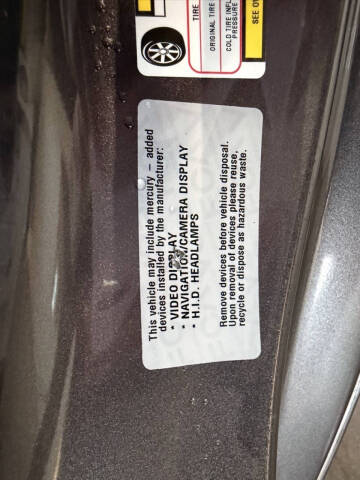 TIRE
ORIGINAL TIRE
COLD TIRE INFL
PRESSURE
SEE OW
This vehicle may include mercury – added
devices installed by the manufacturer:
* VIDEO DISPLAY
* NAVIGATION/CAMERA DISPLAY
* H.I.D. HEADLAMPS
Remove devices before vehicle disposal.
Upon removal of devices please reuse,
recycle or dispose as hazardous waste.